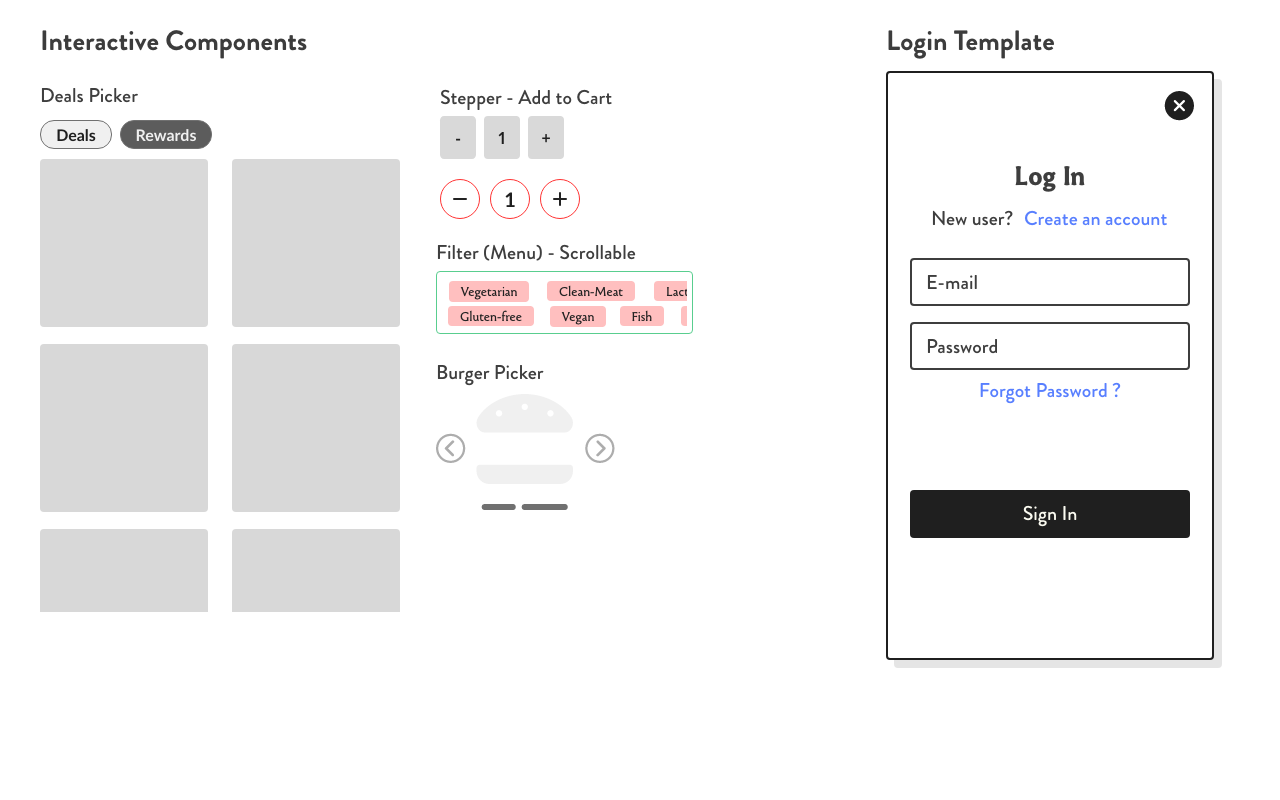 Interactive Components
Deals Picker
Deals Rewards
Stepper - Add to Cart
- 1 +
1
Filter (Menu) - Scrollable
Vegetarian Clean-Meat Lact
Gluten-free Vegan Fish
Burger Picker
Login Template
Log In
New user? Create an account
E-mail
Password
Forgot Password ?
Sign In